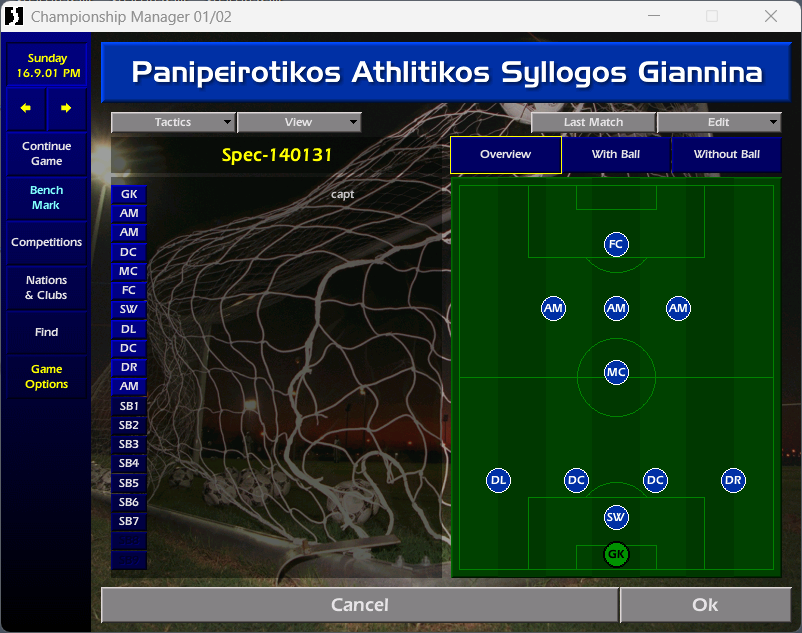 Championship Manager 01/02
Sunday
16.9.01 PM
Panipeirotikos Athlitikos Syllogos Giannina
Continue
Game
Bench
Mark
Competitions
Nations
& Clubs
Find
Game
Options
Tactics
View
Last Match
Edit
Spec-140131
Overview
With Ball
Without Ball
GK capt
AM
AM
DC
MC
FC
SW
DL
DC
DR
AM
SB1
SB2
SB3
SB4
SB5
SB6
SB7
FC
AM AM AM
MC
DL DC DC DR
SW
GK
Cancel
Ok